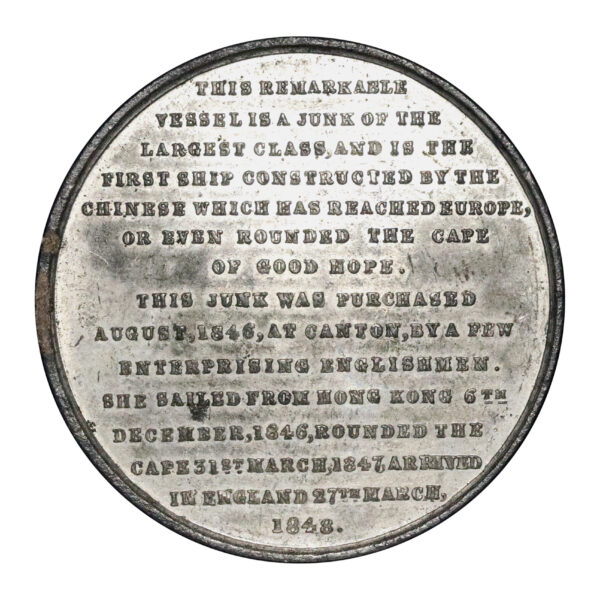 THIS REMARKABLE
VESSEL IS A JUNK OF THE
LARGEST CLASS, AND IS THE
FIRST SHIP CONSTRUCTED BY THE
CHINESE WHICH HAS REACHED EUROPE,
OR EVEN ROUNDED THE CAPE
OF GOOD HOPE.
THIS JUNK WAS PURCHASED
AUGUST, 1846, AT CANTON, BY A FEW
ENTERPRISING ENGLISHMEN.
SHE SAILED FROM HONG KONG 6TH
DECEMBER, 1846, ROUNDED THE
CAPE 31ST MARCH, 1847, ARRIVED
IN ENGLAND 27TH MARCH,
1848.